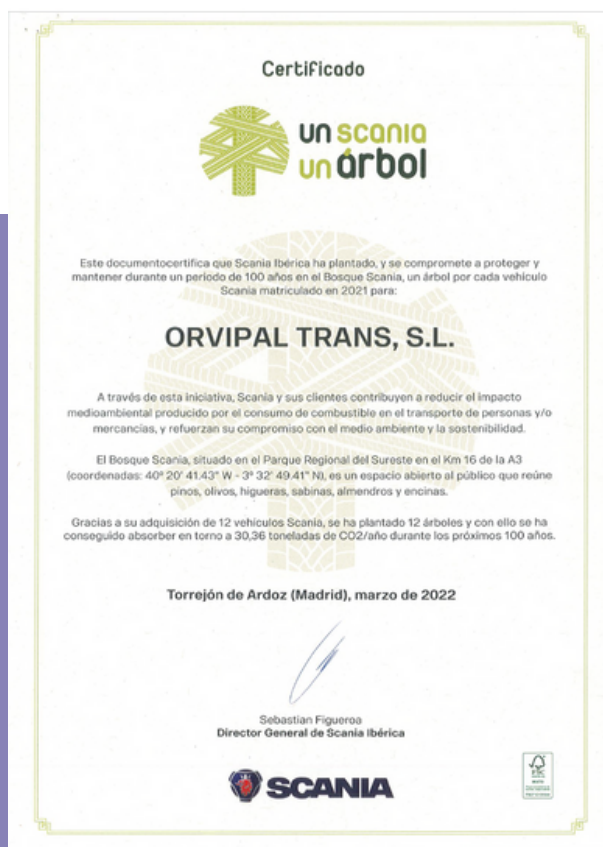 Certificado
un scania
un árbol
Este documentocertifica que Scania Ibérica ha plantado, y se compromete a proteger y
mantener durante un periodo de 100 años en el Bosque Scania, un árbol por cada vehículo
Scania matriculado en 2021 para:
ORVIPAL TRANS, S.L.
A través de esta iniciativa, Scania y sus clientes contribuyen a reducir el impacto
medioambiental producido por el consumo de combustible en el transporte de personas y/o
mercancías, y refuerzan su compromiso con el medio ambiente y la sostenibilidad.
El Bosque Scania, situado en el Parque Regional del Sureste en el Km 16 de la A3
(coordenadas: 40º 20' 41.43" W - 3º 32' 49.41" N), es un espacio abierto al público que reúne
pinos, olivos, higueras, sabinas, almendros y encinas.
Gracias a su adquisición de 12 vehículos Scania, se ha plantado 12 árboles y con ello se ha
conseguido absorber en torno a 30,36 toneladas de CO2/año durante los próximos 100 años.
Torrejón de Ardoz (Madrid), marzo de 2022
Sebastian Figueroa
Director General de Scania Ibérica
SCANIA
FSC